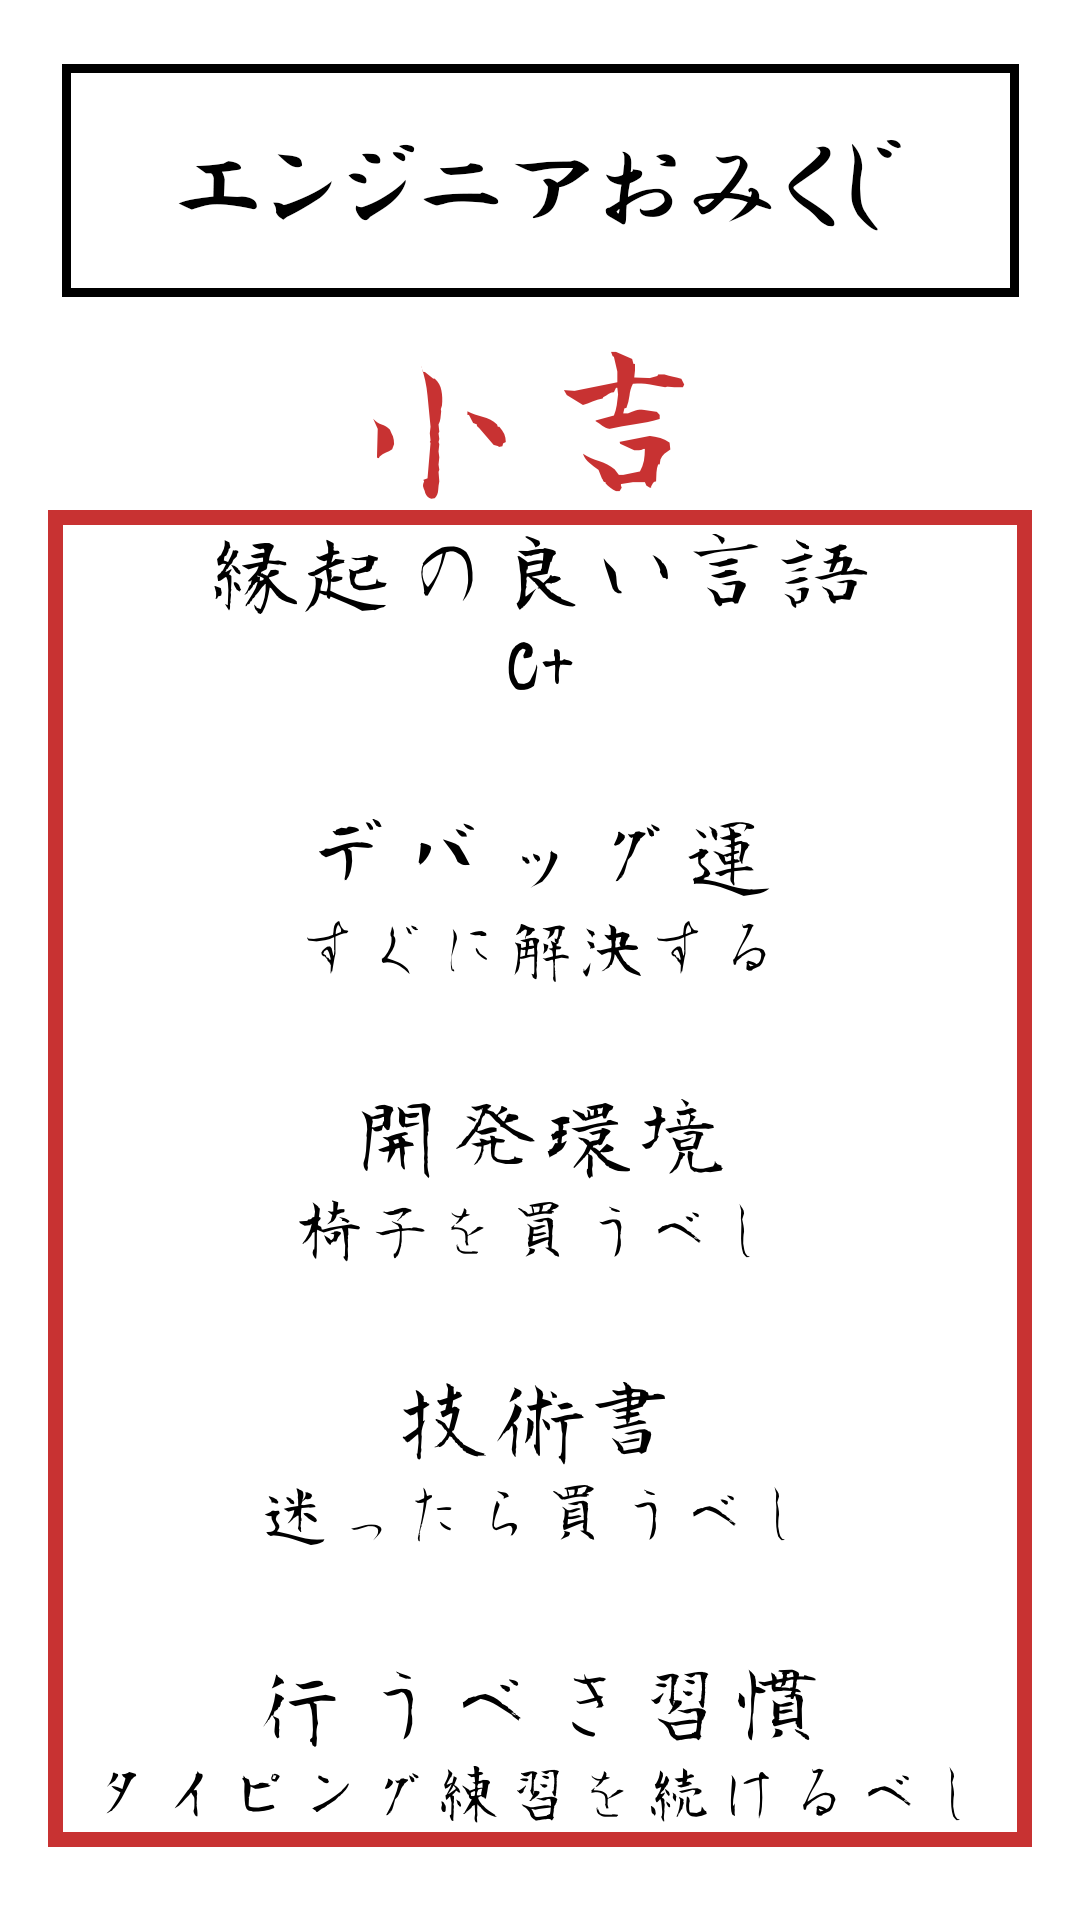 エンジニアおみくじ
小吉
縁起の良い言語
C+
デバッグ運
すぐに解決する
開発環境
椅子を買うべし
技術書
迷ったら買うべし
行うべき習慣
タイピング練習を続けるべし